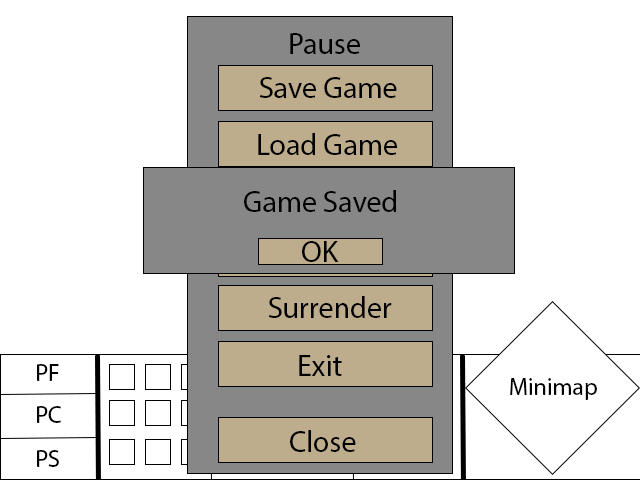 Pause
Save Game
Load Game
Game Saved
OK
Surrender
Exit
Close
PF
PC
PS
Minimap